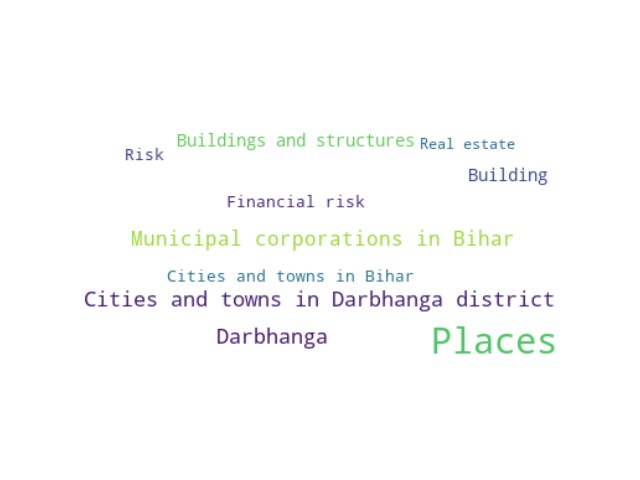 Buildings and structures
Real estate
Risk
Building
Financial risk
Municipal corporations in Bihar
Cities and towns in Bihar
Cities and towns in Darbhanga district
Darbhanga
Places